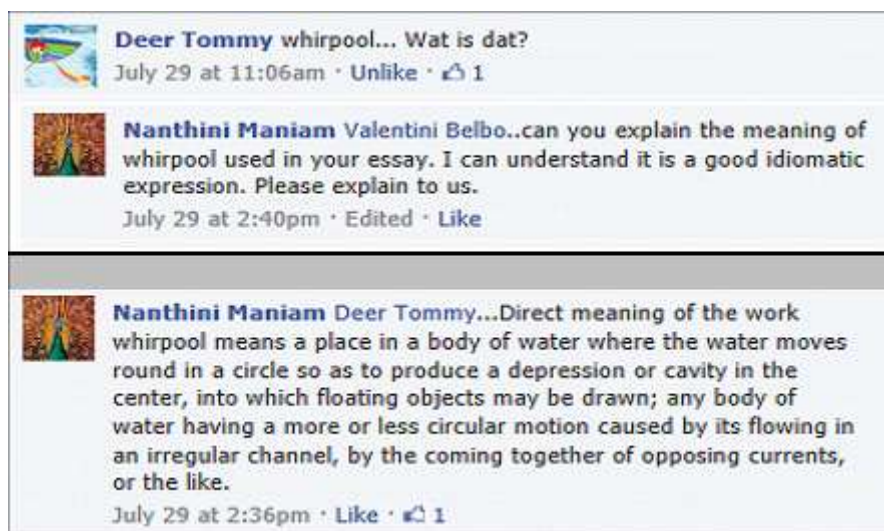 Deer Tommy whirpool... Wat is dat?
July 29 at 11:06am · Unlike · 1
Nanthini Maniam Valentini Belbo..can you explain the meaning of
whirpool used in your essay. I can understand it is a good idiomatic
expression. Please explain to us.
July 29 at 2:40pm · Edited · Like
Nanthini Maniam Deer Tommy...Direct meaning of the work
whirpool means a place in a body of water where the water moves
round in a circle so as to produce a depression or cavity in the
center, into which floating objects may be drawn; any body of
water having a more or less circular motion caused by its flowing in
an irregular channel, by the coming together of opposing currents,
or the like.
July 29 at 2:36pm · Like · 1